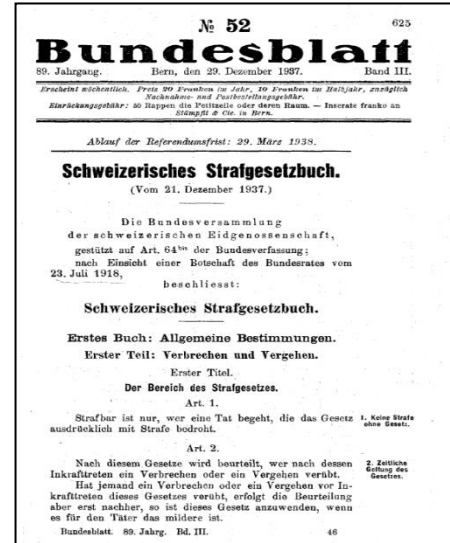 № 52
625
Bundesblatt
89. Jahrgang. Bern, den 29. Dezember 1937. Band III.
Erscheint wöchentlich. Preis 20 Franken im Jahr, 10 Franken im Halbjahr, zuzüglich
Nachnahme- und Postbestellungsgebühr.
Einrückungsgebühr: 50 Rappen die Petitzeile oder deren Raum. — Inserate franko an
Stämpfli & Cie. in Bern.
Ablauf der Referendumsfrist: 29. März 1938.
Schweizerisches Strafgesetzbuch.
(Vom 21. Dezember 1937.)
Die Bundesversammlung
der schweizerischen Eidgenossenschaft,
gestützt auf Art. 64bis der Bundesverfassung;
nach Einsicht einer Botschaft des Bundesrates vom
23. Juli 1918,
beschliesst:
Schweizerisches Strafgesetzbuch.
Erstes Buch: Allgemeine Bestimmungen.
Erster Teil: Verbrechen und Vergehen.
Erster Titel.
Der Bereich des Strafgesetzes.
Art. 1.
Strafbar ist nur, wer eine Tat begeht, die das Gesetz
ausdrücklich mit Strafe bedroht.
1. Keine Strafe
ohne Gesetz.
Art. 2.
Nach diesem Gesetze wird beurteilt, wer nach dessen
Inkrafttreten ein Verbrechen oder ein Vergehen verübt.
2. Zeitliche
Geltung des
Gesetzes.
Hat jemand ein Verbrechen oder ein Vergehen vor In-
krafttreten dieses Gesetzes verübt, erfolgt die Beurteilung
aber erst nachher, so ist dieses Gesetz anzuwenden, wenn
es für den Täter das mildere ist.
Bundesblatt. 89. Jahrg. Bd. III. 46